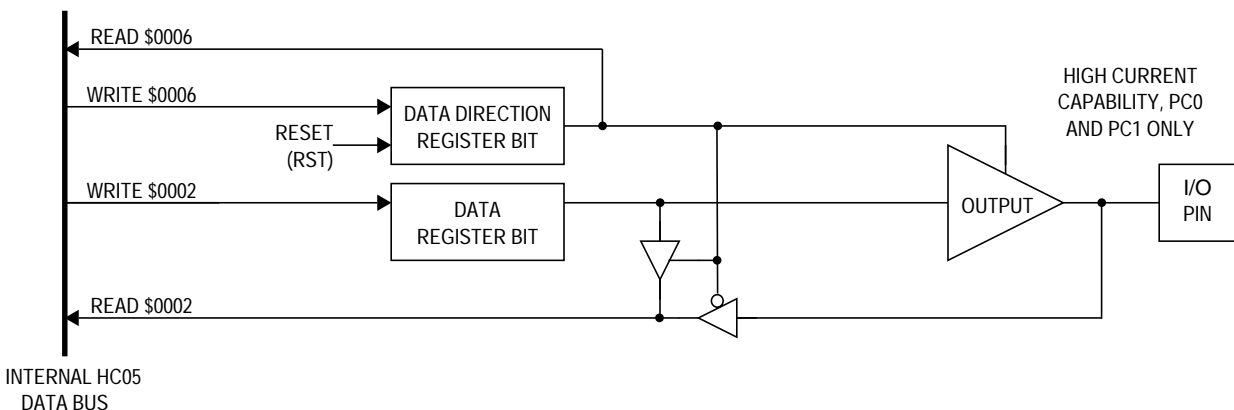 READ $0006
WRITE $0006
DATA DIRECTION
REGISTER BIT
RESET
(RST)
HIGH CURRENT
CAPABILITY, PC0
AND PC1 ONLY
WRITE $0002
DATA
REGISTER BIT
OUTPUT
I/O
PIN
READ $0002
INTERNAL HC05
DATA BUS